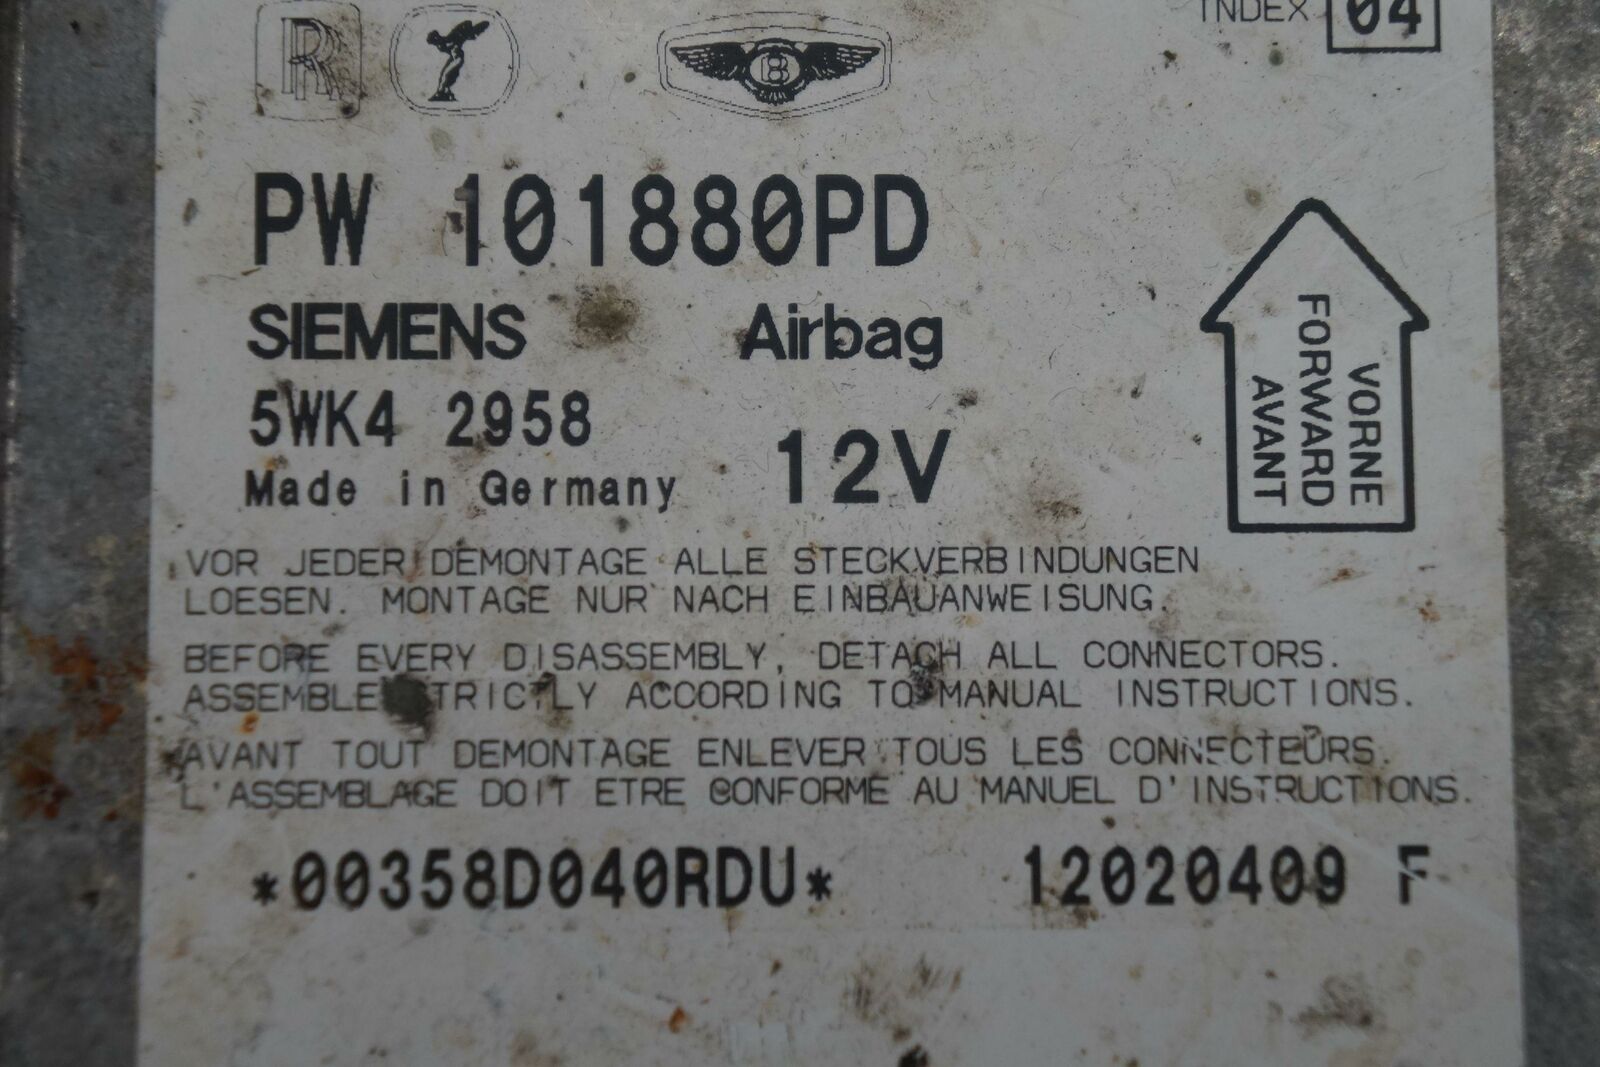 INDEX 04
RR B
PW 101880PD
SIEMENS Airbag
5WK4 2958
12V
Made in Germany
VORNE
FORWARD
AVANT
VOR JEDER DEMONTAGE ALLE STECKVERBINDUNGEN
LOESEN. MONTAGE NUR NACH EINBAUANWEISUNG.
BEFORE EVERY DISASSEMBLY, DETACH ALL CONNECTORS.
ASSEMBLE STRICTLY ACCORDING TO MANUAL INSTRUCTIONS.
AVANT TOUT DEMONTAGE ENLEVER TOUS LES CONNECTEURS.
L'ASSEMBLAGE DOIT ETRE CONFORME AU MANUEL D'INSTRUCTIONS.
*00358D040RDU* 12020409 F